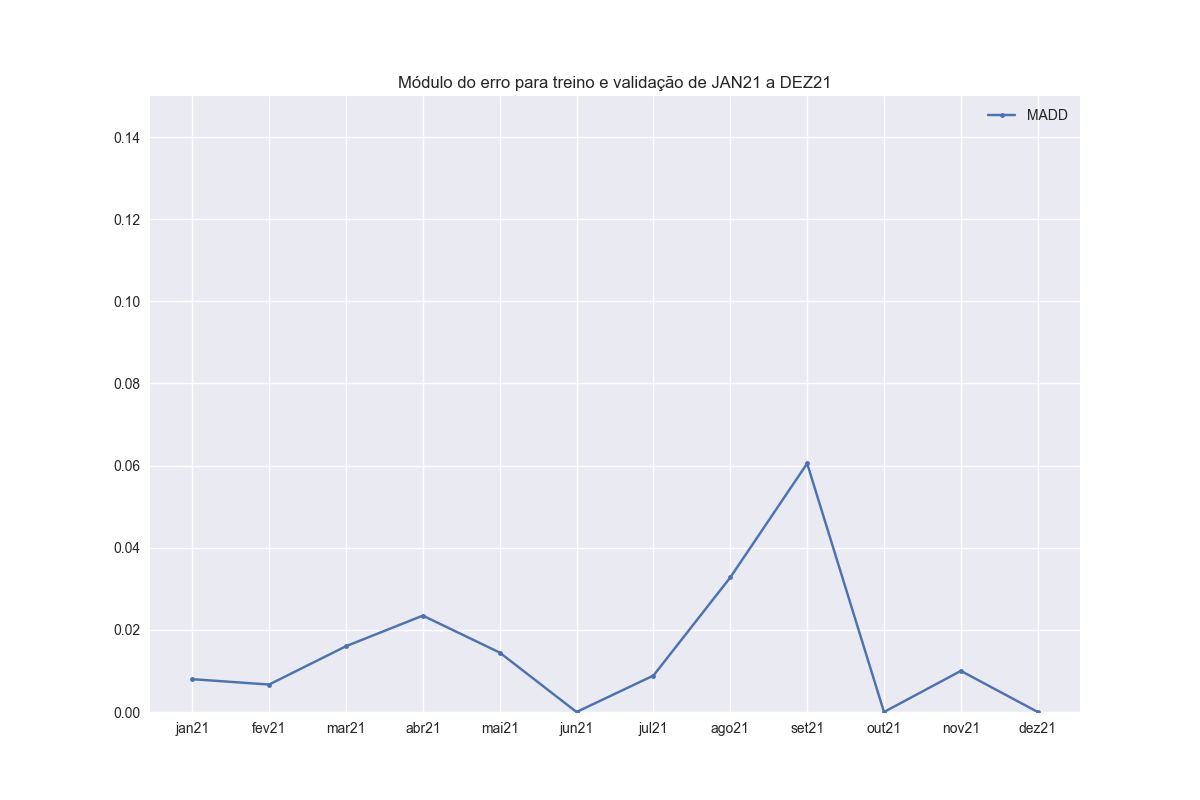 Módulo do erro para treino e validação de JAN21 a DEZ21
MADD
0.14
0.12
0.10
0.08
0.06
0.04
0.02
0.00
jan21 fev21 mar21 abr21 mai21 jun21 jul21 ago21 set21 out21 nov21 dez21